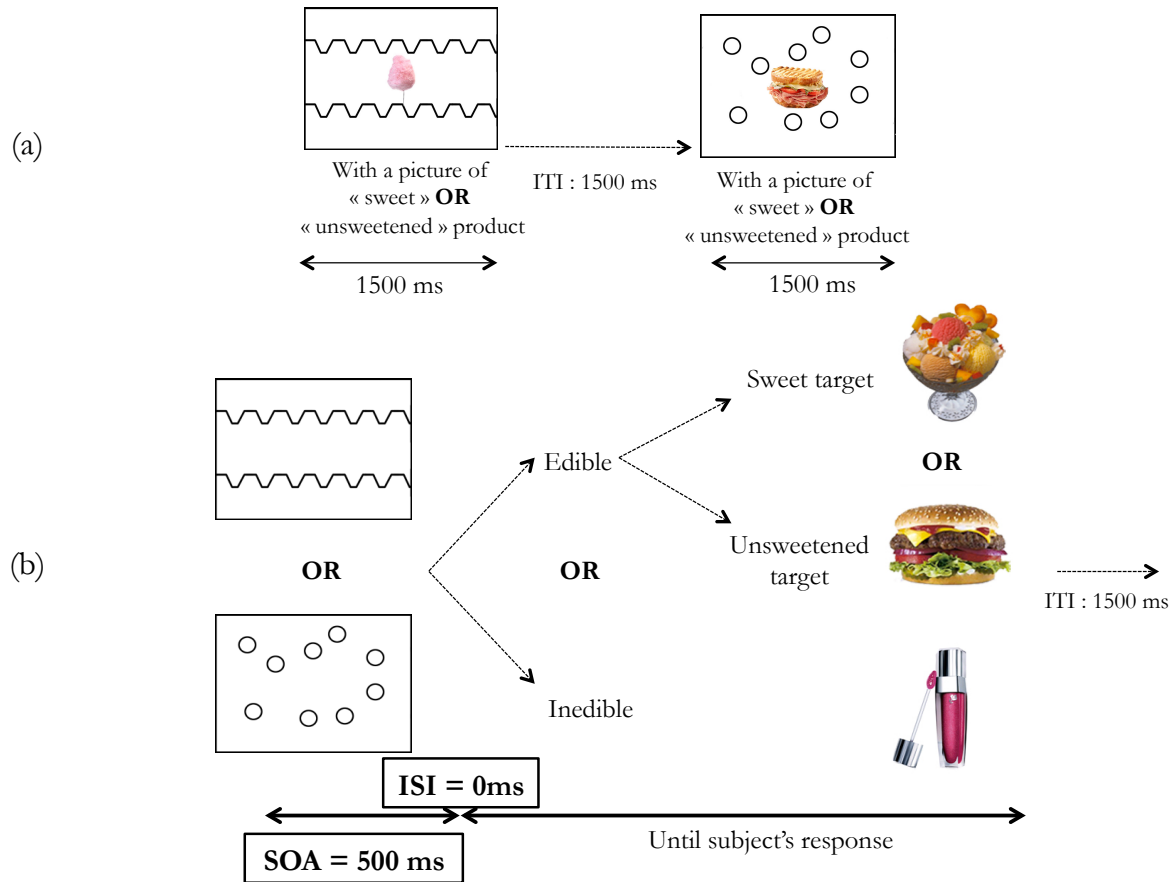 (a)
With a picture of
« sweet » OR
« unsweetened » product
1500 ms
ITI : 1500 ms
With a picture of
« sweet » OR
« unsweetened » product
1500 ms
(b)
OR
Edible
OR
Inedible
Sweet target
OR
Unsweetened
target
ITI : 1500 ms
ISI = 0ms
SOA = 500 ms
Until subject’s response